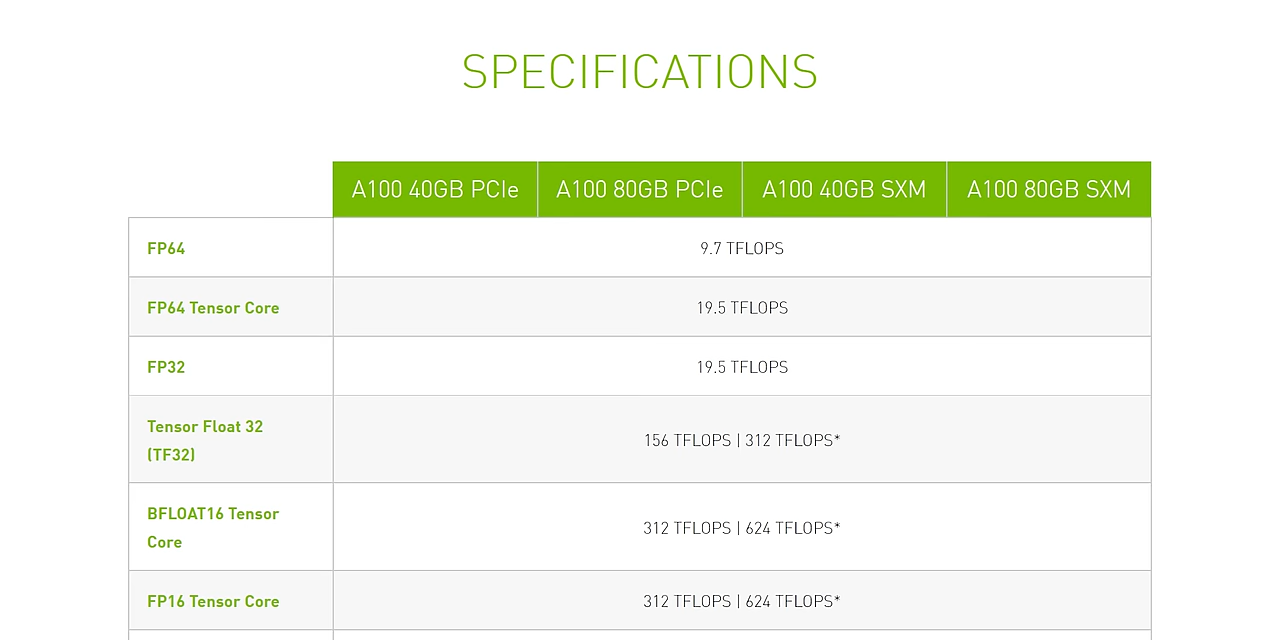 SPECIFICATIONS
A100 40GB PCIe A100 80GB PCIe A100 40GB SXM A100 80GB SXM
FP64 9.7 TFLOPS
FP64 Tensor Core 19.5 TFLOPS
FP32 19.5 TFLOPS
Tensor Float 32
(TF32)
156 TFLOPS | 312 TFLOPS*
BFLOAT16 Tensor
Core
312 TFLOPS | 624 TFLOPS*
FP16 Tensor Core 312 TFLOPS | 624 TFLOPS*